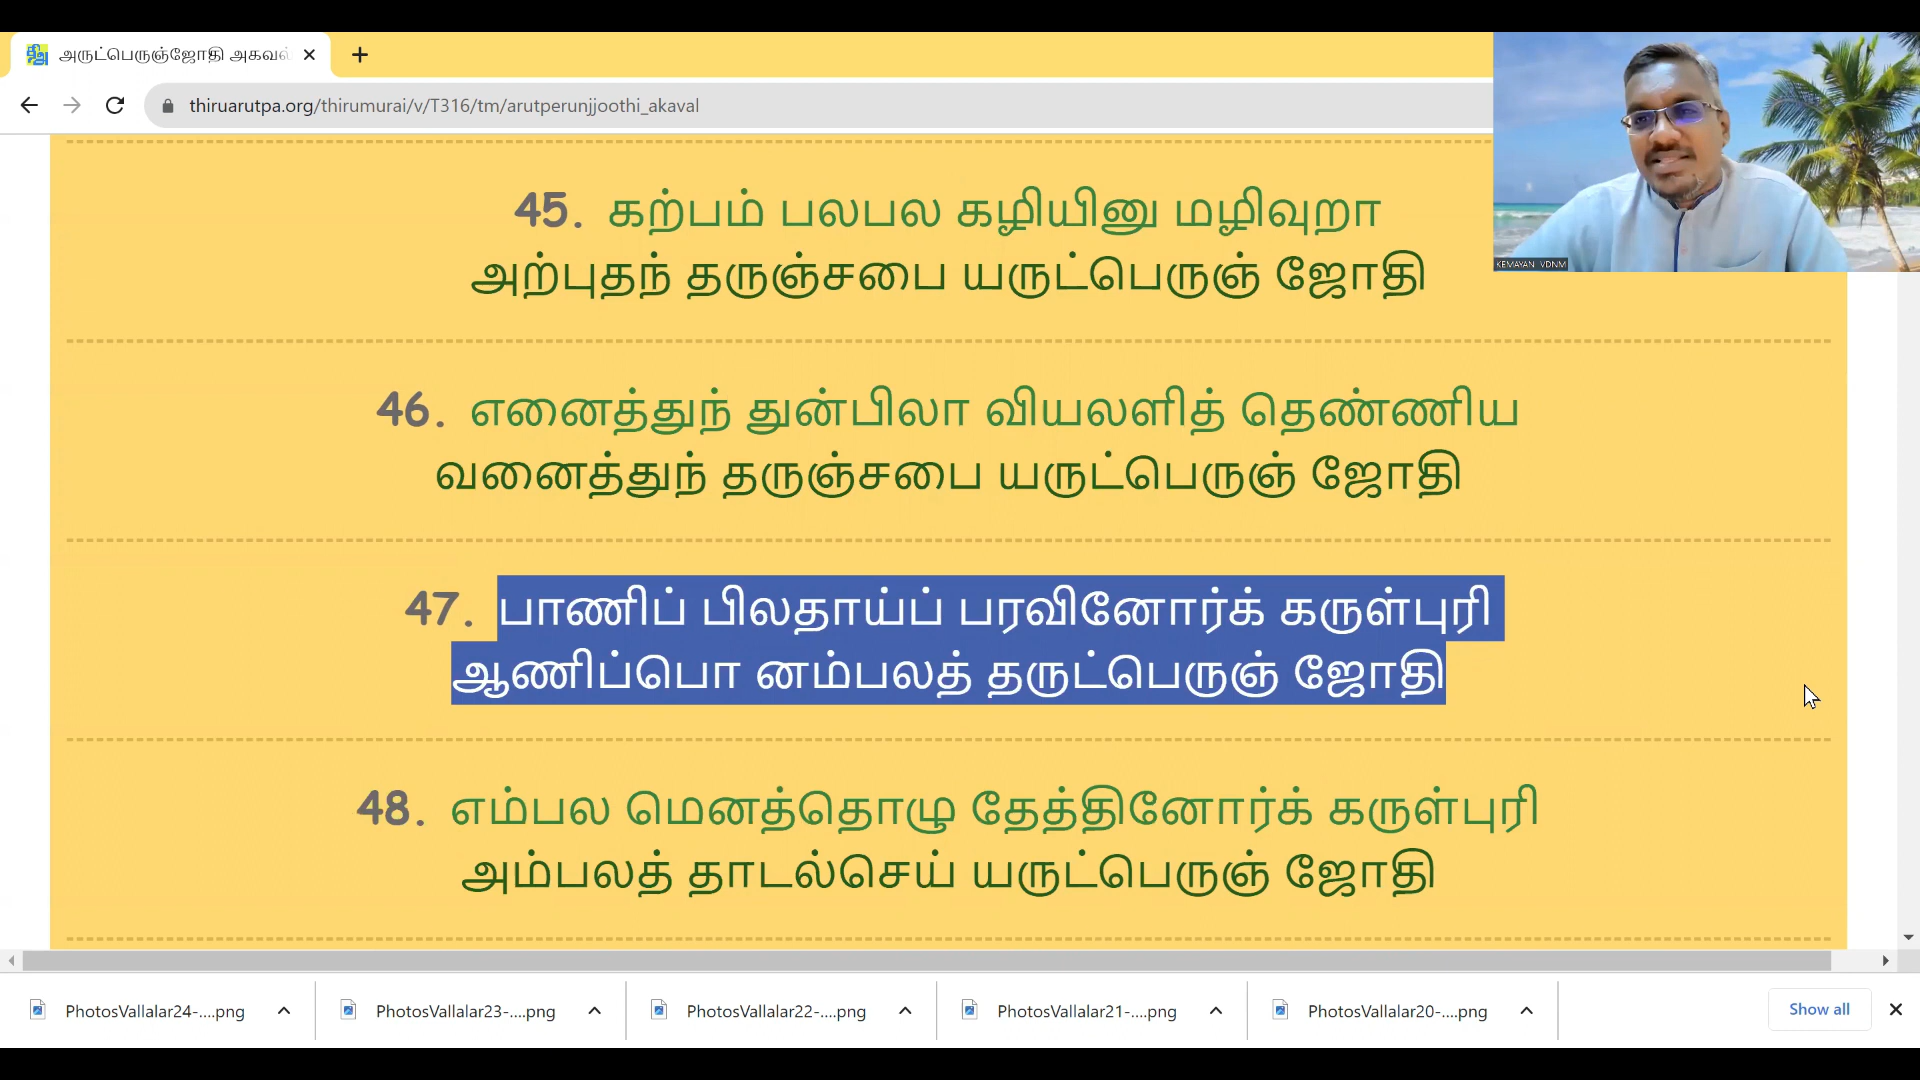 அருட்பெருஞ்ஜோதி அகவல்
thiruarutpa.org/thirumurai/v/T316/tm/arutperunjjoothi_akaval
KEMAYAN VDNM
45. கற்பம் பலபல கழியினு மழிவுறா
அற்புதந் தருஞ்சபை யருட்பெருஞ் ஜோதி
46. எனைத்துந் துன்பிலா வியலளித் தெண்ணிய
வனைத்துந் தருஞ்சபை யருட்பெருஞ் ஜோதி
47. பாணிப் பிலதாய்ப் பரவினோர்க் கருள்புரி
ஆணிப்பொ னம்பலத் தருட்பெருஞ் ஜோதி
48. எம்பல மெனத்தொழு தேத்தினோர்க் கருள்புரி
அம்பலத் தாடல்செய் யருட்பெருஞ் ஜோதி
PhotosVallalar24-....png PhotosVallalar23-....png PhotosVallalar22-....png PhotosVallalar21-....png PhotosVallalar20-....png Show all